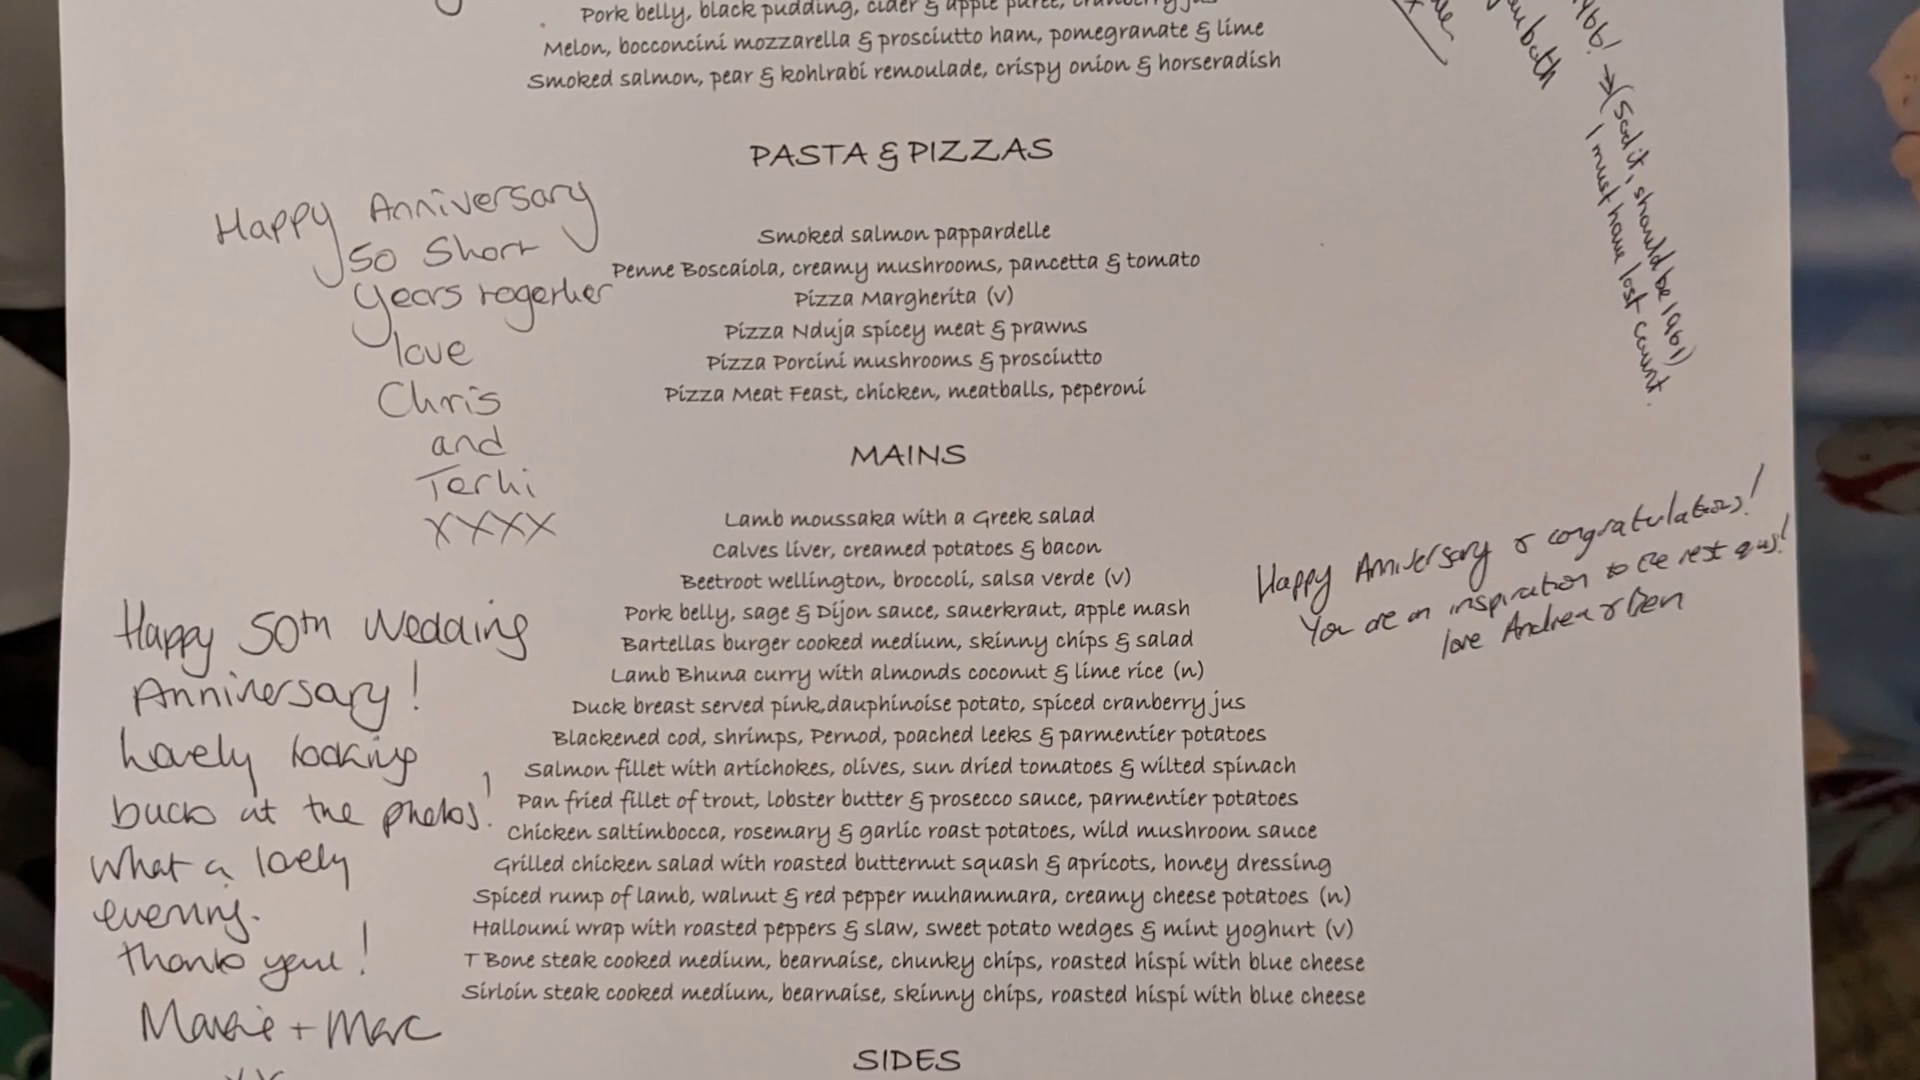 Pork belly, black pudding, cider & apple puree, cranberry jus
Melon, bocconcini mozzarella & prosciutto ham, pomegranate & lime
Smoked salmon, pear & kohlrabi remoulade, crispy onion & horseradish
both
1966! → (Sod it, should be 1961)
I must have lost count.
PASTA & PIZZAS
Smoked salmon pappardelle
Penne Boscaiola, creamy mushrooms, pancetta & tomato
Pizza Margherita (v)
Pizza Nduja spicey meat & prawns
Pizza Porcini mushrooms & prosciutto
Pizza Meat Feast, chicken, meatballs, peperoni
Happy Anniversary
50 Short
years together
love
Chris
and
Terhi
XXXX
MAINS
Lamb moussaka with a Greek salad
Calves liver, creamed potatoes & bacon
Beetroot wellington, broccoli, salsa verde (v)
Pork belly, sage & Dijon sauce, sauerkraut, apple mash
Bartellas burger cooked medium, skinny chips & salad
Lamb Bhuna curry with almonds coconut & lime rice (n)
Duck breast served pink,dauphinoise potato, spiced cranberry jus
Blackened cod, shrimps, Pernod, poached leeks & parmentier potatoes
Salmon fillet with artichokes, olives, sun dried tomatoes & wilted spinach
Pan fried fillet of trout, lobster butter & prosecco sauce, parmentier potatoes
Chicken saltimbocca, rosemary & garlic roast potatoes, wild mushroom sauce
Grilled chicken salad with roasted butternut squash & apricots, honey dressing
Spiced rump of lamb, walnut & red pepper muhammara, creamy cheese potatoes (n)
Halloumi wrap with roasted peppers & slaw, sweet potato wedges & mint yoghurt (v)
T Bone steak cooked medium, bearnaise, chunky chips, roasted hispi with blue cheese
Sirloin steak cooked medium, bearnaise, skinny chips, roasted hispi with blue cheese
Happy Anniversary & congratulations!
You are an inspiration to the rest of us!
love Andrea & Ben
Happy 50th Wedding
Anniversary!
Lovely looking
back at the photos!
What a lovely
evening.
Thank you!
+ Marc
XX
SIDES